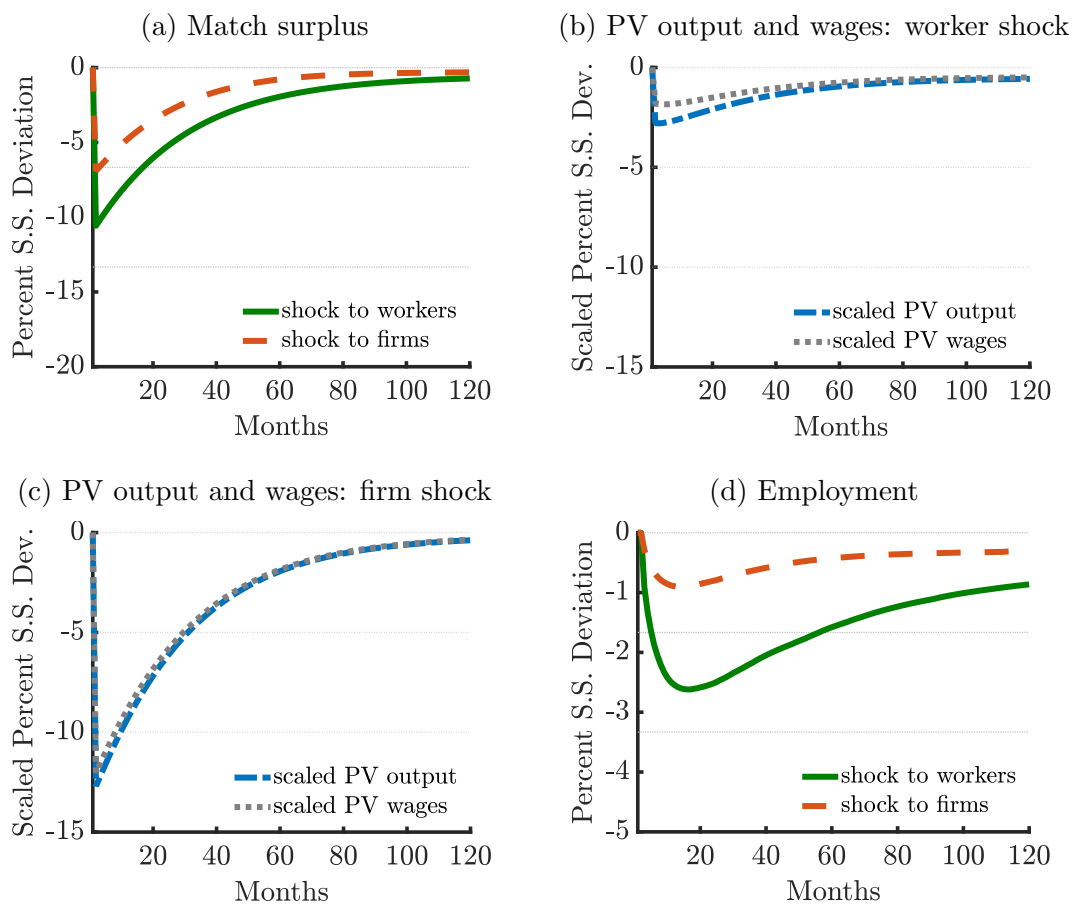 (a) Match surplus
Percent S.S. Deviation
0
-5
-10
-15
-20
shock to workers
shock to firms
20 40 60 80 100 120
Months
(b) PV output and wages: worker shock
Scaled Percent S.S. Dev.
0
-5
-10
-15
scaled PV output
scaled PV wages
20 40 60 80 100 120
Months
(c) PV output and wages: firm shock
Scaled Percent S.S. Dev.
0
-5
-10
-15
scaled PV output
scaled PV wages
20 40 60 80 100 120
Months
(d) Employment
Percent S.S. Deviation
0
-1
-2
-3
-4
-5
shock to workers
shock to firms
20 40 60 80 100 120
Months